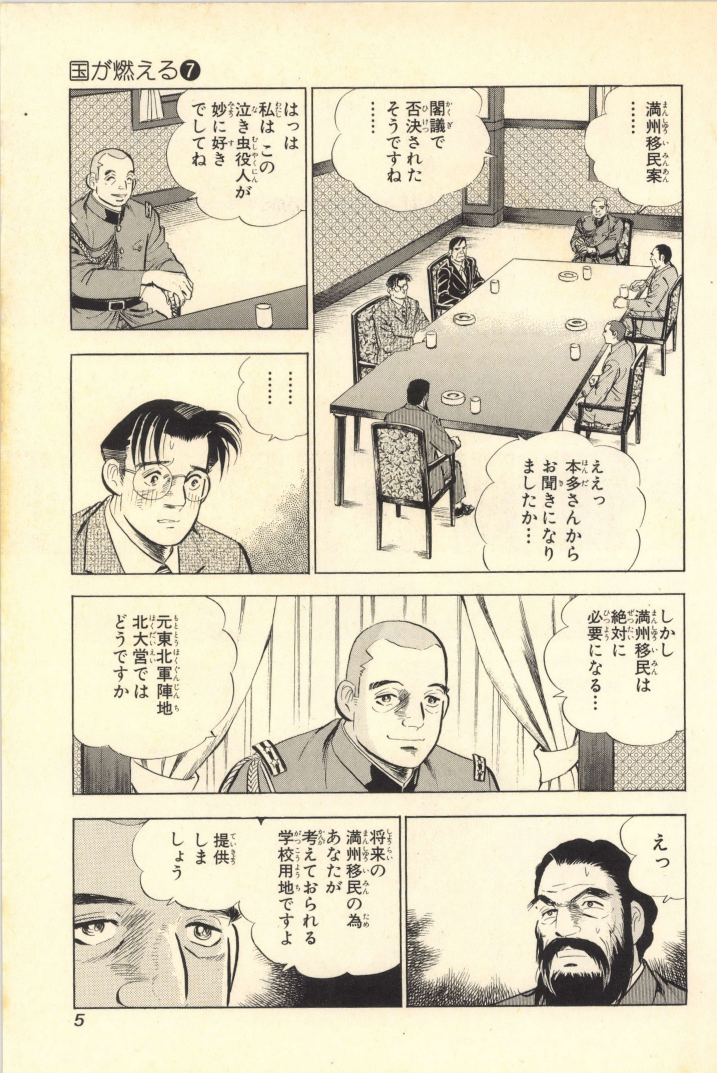 国が燃える❼
満州移民案
……
閣議で
否決された
そうですね
……
ええっ
本多さんから
お聞きになり
ましたか…
はっは
私は この
泣き虫役人が
妙に好き
でしてね
……
……
しかし
満州移民は
絶対に
必要になる…
元東北軍陣地
北大営では
どうですか
えっ
将来の
満州移民の為
あなたが
考えておられる
学校用地ですよ
提供
しま
しょう
5